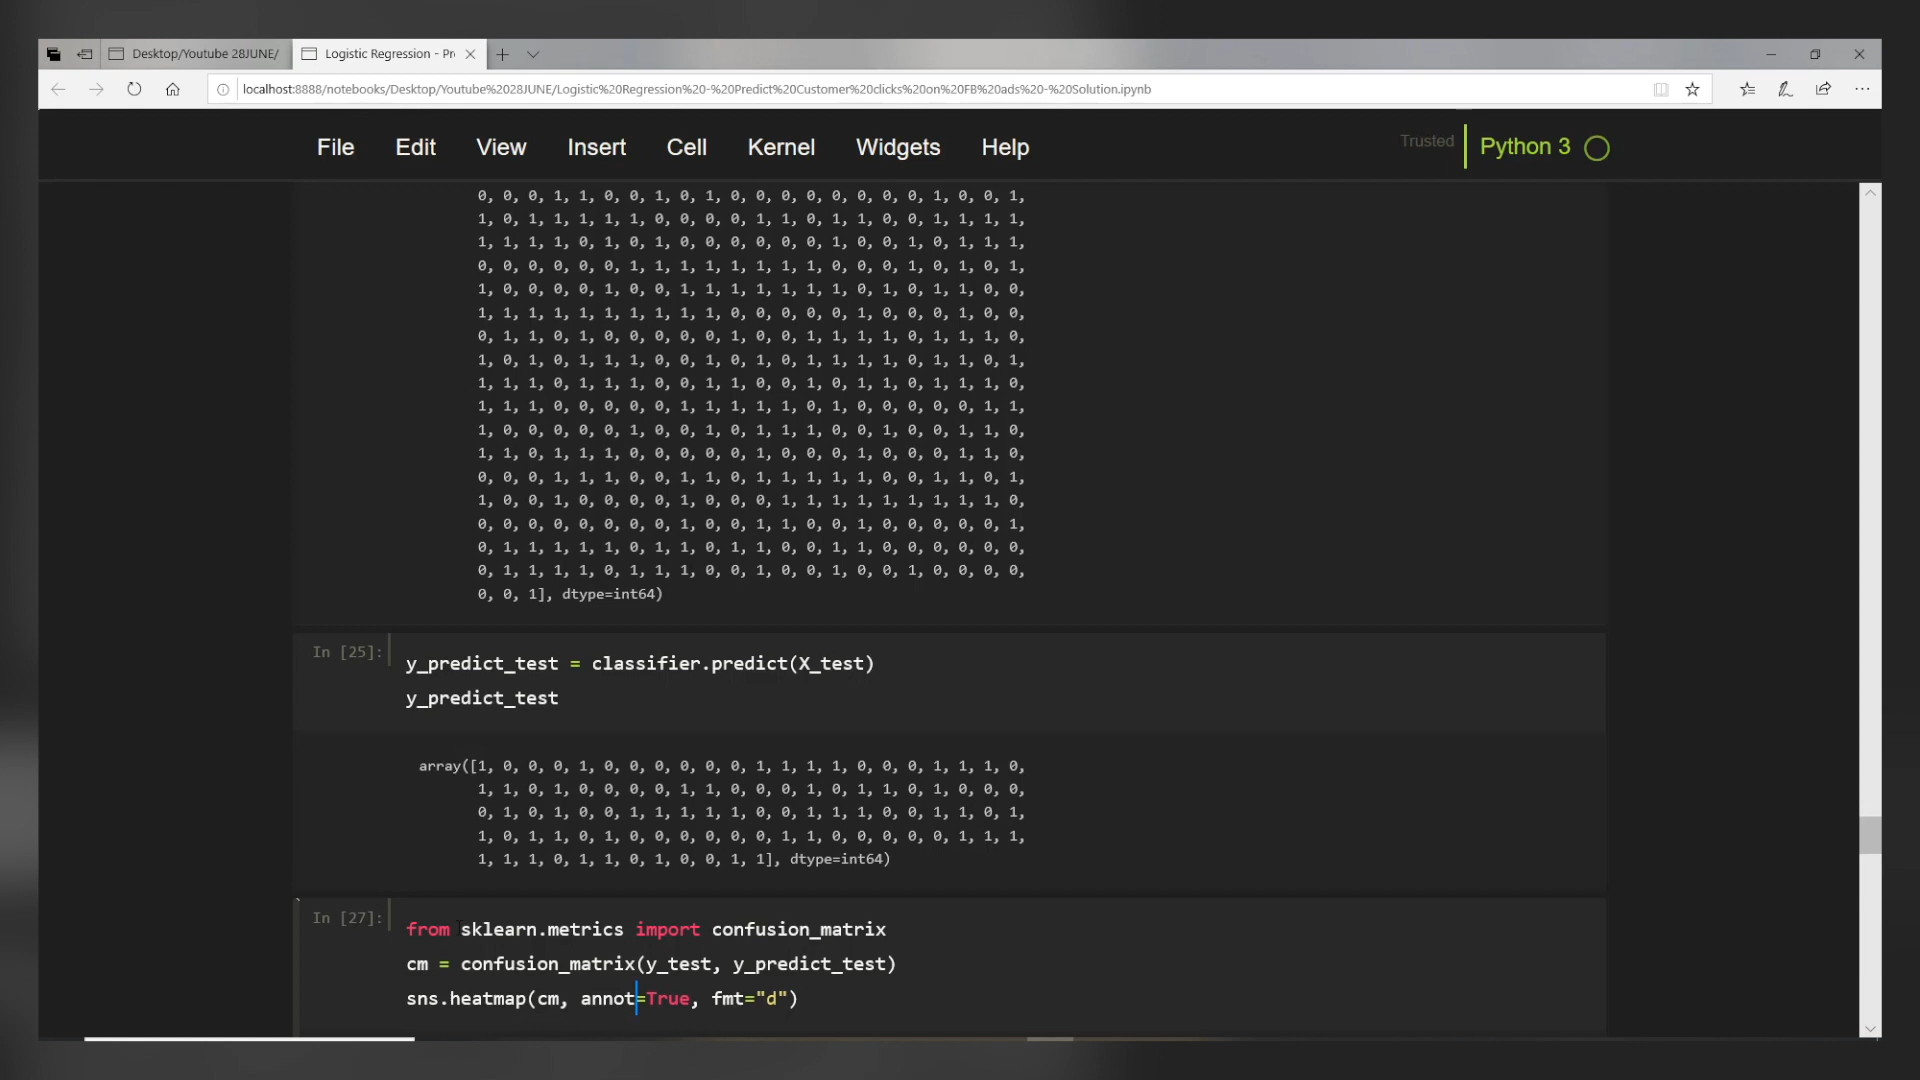 Desktop/Youtube 28JUNE/
Logistic Regression - Pr
localhost:8888/notebooks/Desktop/Youtube%2028JUNE/Logistic%20Regression%20-%20Predict%20Customer%20clicks%20on%20FB%20ads%20-%20Solution.ipynb
File Edit View Insert Cell Kernel Widgets Help Trusted Python 3
0, 0, 0, 1, 1, 0, 0, 1, 0, 1, 0, 0, 0, 0, 0, 0, 0, 0, 1, 0, 0, 1,
1, 0, 1, 1, 1, 1, 1, 0, 0, 0, 0, 1, 1, 0, 1, 1, 0, 0, 1, 1, 1, 1,
1, 1, 1, 1, 0, 1, 0, 1, 0, 0, 0, 0, 0, 0, 1, 0, 0, 1, 0, 1, 1, 1,
0, 0, 0, 0, 0, 0, 1, 1, 1, 1, 1, 1, 1, 1, 0, 0, 0, 1, 0, 1, 0, 1,
1, 0, 0, 0, 0, 1, 0, 0, 1, 1, 1, 1, 1, 1, 1, 0, 1, 0, 1, 1, 0, 0,
1, 1, 1, 1, 1, 1, 1, 1, 1, 1, 0, 0, 0, 0, 0, 1, 0, 0, 0, 1, 0, 0,
0, 1, 1, 0, 1, 0, 0, 0, 0, 0, 1, 0, 0, 1, 1, 1, 1, 0, 1, 1, 1, 0,
1, 0, 1, 0, 1, 1, 1, 0, 0, 1, 0, 1, 0, 1, 1, 1, 1, 0, 1, 1, 0, 1,
1, 1, 1, 0, 1, 1, 1, 0, 0, 1, 1, 0, 0, 1, 0, 1, 1, 0, 1, 1, 1, 0,
1, 1, 1, 0, 0, 0, 0, 0, 1, 1, 1, 1, 1, 0, 1, 0, 0, 0, 0, 0, 1, 1,
1, 0, 0, 0, 0, 0, 1, 0, 0, 1, 0, 1, 1, 1, 0, 0, 1, 0, 0, 1, 1, 0,
1, 1, 0, 1, 1, 1, 0, 0, 0, 0, 0, 1, 0, 0, 0, 1, 0, 0, 0, 1, 1, 0,
0, 0, 0, 1, 1, 1, 0, 0, 1, 1, 0, 1, 1, 1, 1, 1, 0, 0, 1, 1, 0, 1,
1, 0, 0, 1, 0, 0, 0, 0, 1, 0, 0, 0, 1, 1, 1, 1, 1, 1, 1, 1, 1, 0,
0, 0, 0, 0, 0, 0, 0, 0, 1, 0, 0, 1, 1, 0, 0, 1, 0, 0, 0, 0, 0, 1,
0, 1, 1, 1, 1, 1, 0, 1, 1, 0, 1, 1, 0, 0, 1, 1, 0, 0, 0, 0, 0, 0,
0, 1, 1, 1, 1, 0, 1, 1, 1, 0, 0, 1, 0, 0, 1, 0, 0, 1, 0, 0, 0, 0,
0, 0, 1], dtype=int64)
In [25]:
y_predict_test = classifier.predict(X_test)
y_predict_test
array([1, 0, 0, 0, 1, 0, 0, 0, 0, 0, 0, 1, 1, 1, 1, 0, 0, 0, 1, 1, 1, 0,
1, 1, 0, 1, 0, 0, 0, 0, 1, 1, 0, 0, 0, 1, 0, 1, 1, 0, 1, 0, 0, 0,
0, 1, 0, 1, 0, 0, 1, 1, 1, 1, 1, 0, 0, 1, 1, 1, 0, 0, 1, 1, 0, 1,
1, 0, 1, 1, 0, 1, 0, 0, 0, 0, 0, 0, 1, 1, 0, 0, 0, 0, 0, 1, 1, 1,
1, 1, 1, 0, 1, 1, 0, 1, 0, 0, 1, 1], dtype=int64)
In [27]:
from sklearn.metrics import confusion_matrix
cm = confusion_matrix(y_test, y_predict_test)
sns.heatmap(cm, annot=True, fmt="d")